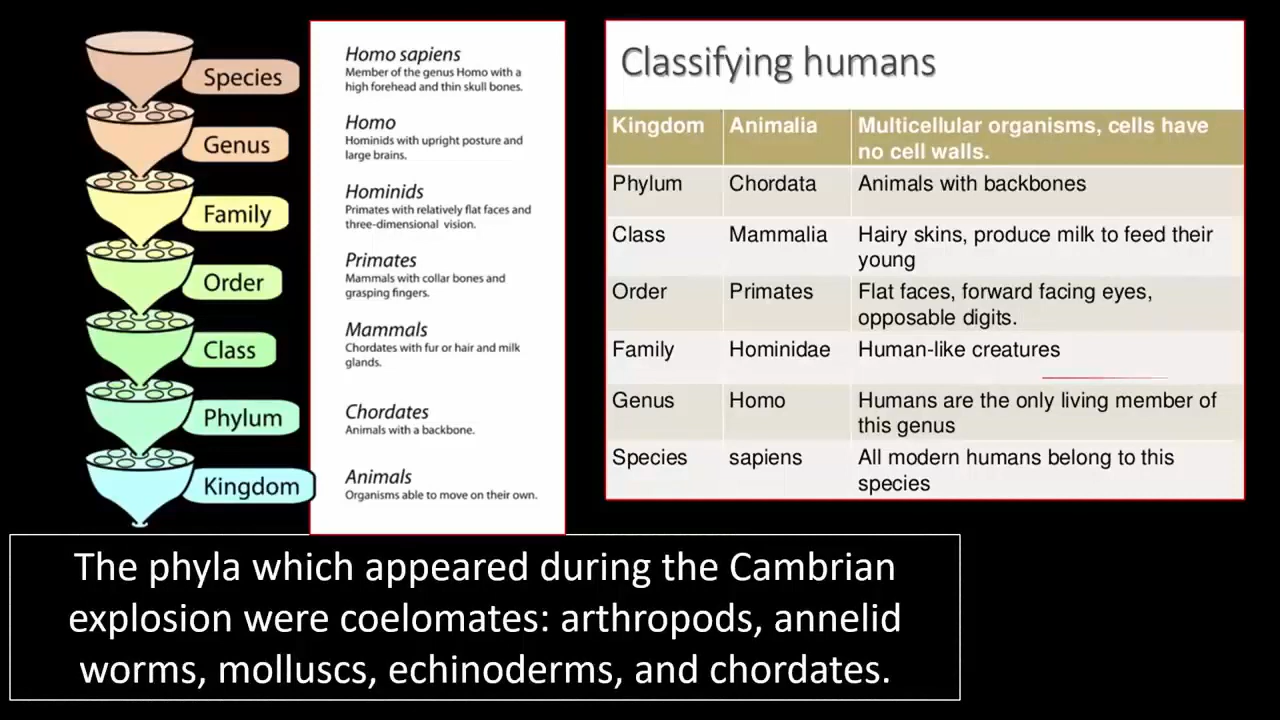 Species
Genus
Family
Order
Class
Phylum
Kingdom
Homo sapiens
Member of the genus Homo with a
high forehead and thin skull bones.
Homo
Hominids with upright posture and
large brains.
Hominids
Primates with relatively flat faces and
three-dimensional vision.
Primates
Mammals with collar bones and
grasping fingers.
Mammals
Chordates with fur or hair and milk
glands.
Chordates
Animals with a backbone.
Animals
Organisms able to move on their own.
Classifying humans
Kingdom Animalia Multicellular organisms, cells have
no cell walls.
Phylum Chordata Animals with backbones
Class Mammalia Hairy skins, produce milk to feed their
young
Order Primates Flat faces, forward facing eyes,
opposable digits.
Family Hominidae Human-like creatures
Genus Homo Humans are the only living member of
this genus
Species sapiens All modern humans belong to this
species
The phyla which appeared during the Cambrian
explosion were coelomates: arthropods, annelid
worms, molluscs, echinoderms, and chordates.